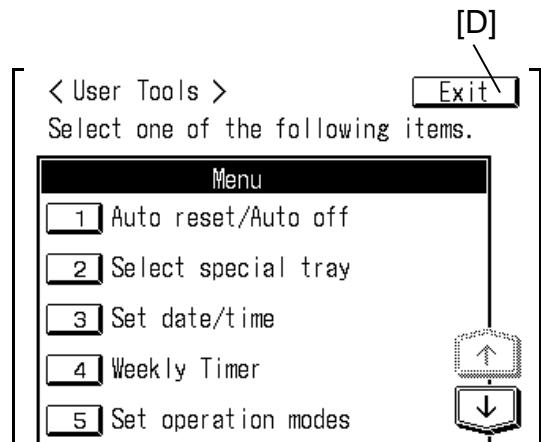 [D]
< User Tools > Exit
Select one of the following items.
Menu
1 Auto reset/Auto off
2 Select special tray
3 Set date/time
4 Weekly Timer
5 Set operation modes
↑
↓